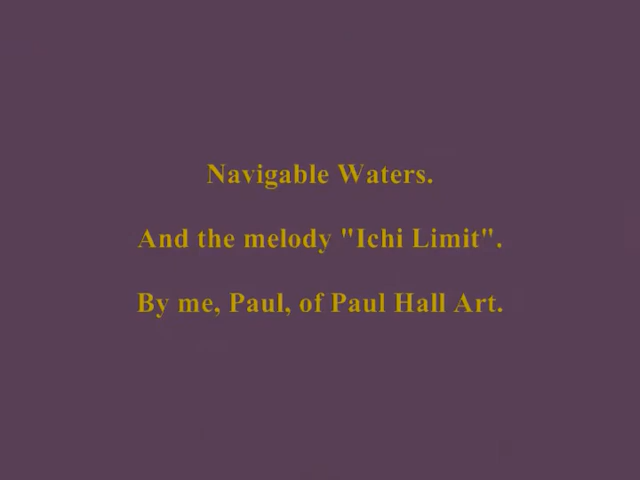 Navigable Waters.
And the melody "Ichi Limit".
By me, Paul, of Paul Hall Art.